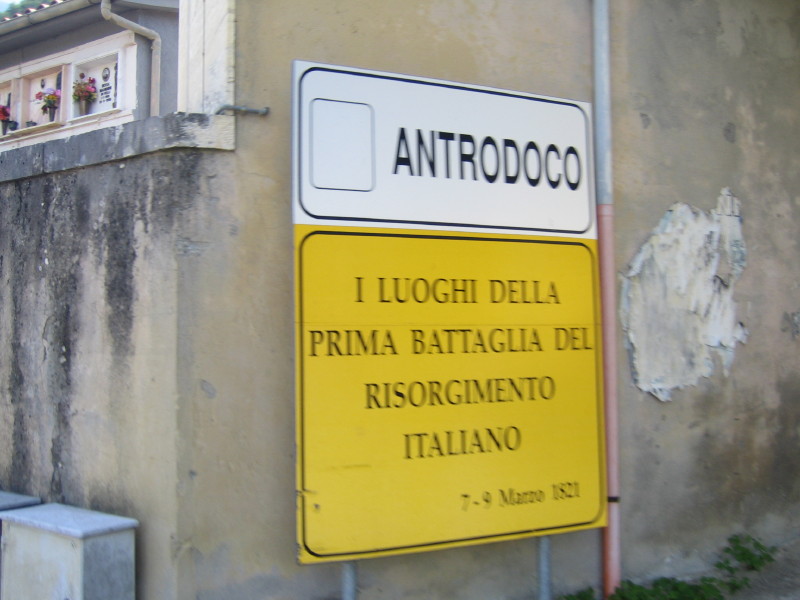 ANTRODOCO
I LUOGHI DELLA
PRIMA BATTAGLIA DEL
RISORGIMENTO
ITALIANO
7-9 Marzo 1821